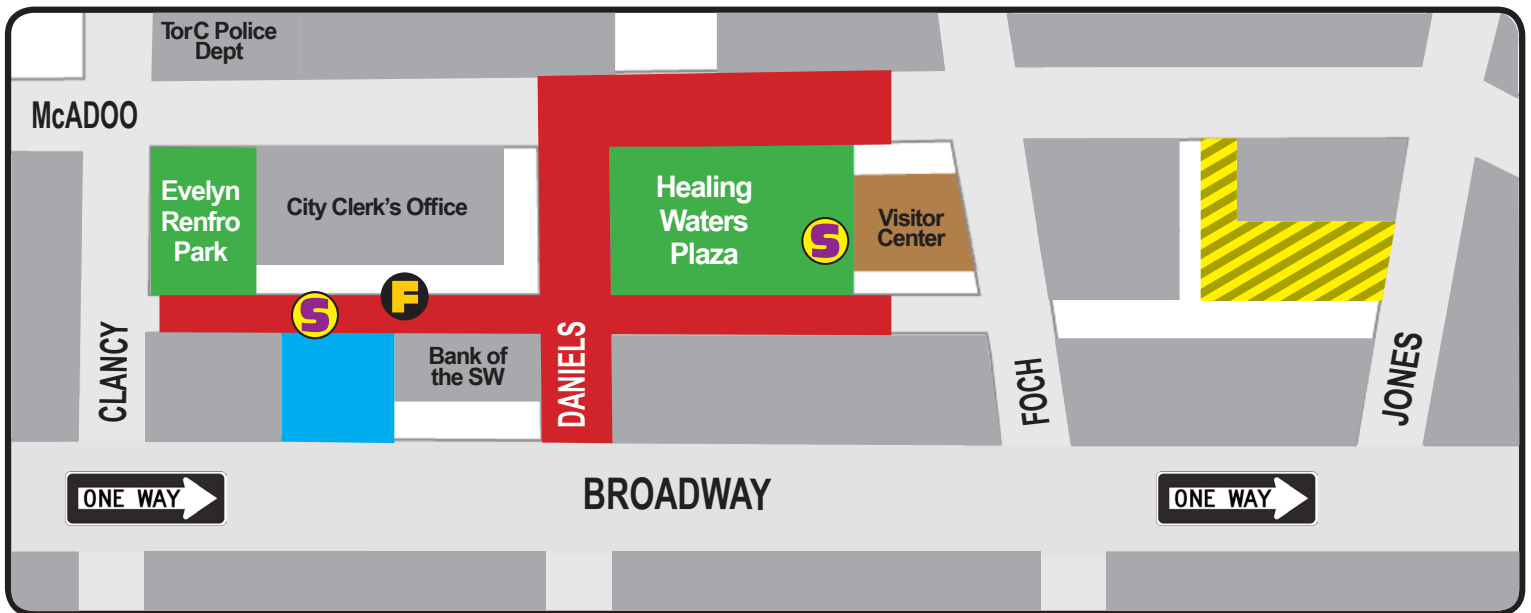 TorC Police
Dept
McADOO
Evelyn
Renfro
Park
City Clerk's Office
Healing
Waters
Plaza
S
Visitor
Center
S
F
CLANCY
Bank of
the SW
DANIELS
FOCH
JONES
ONE WAY
BROADWAY
ONE WAY